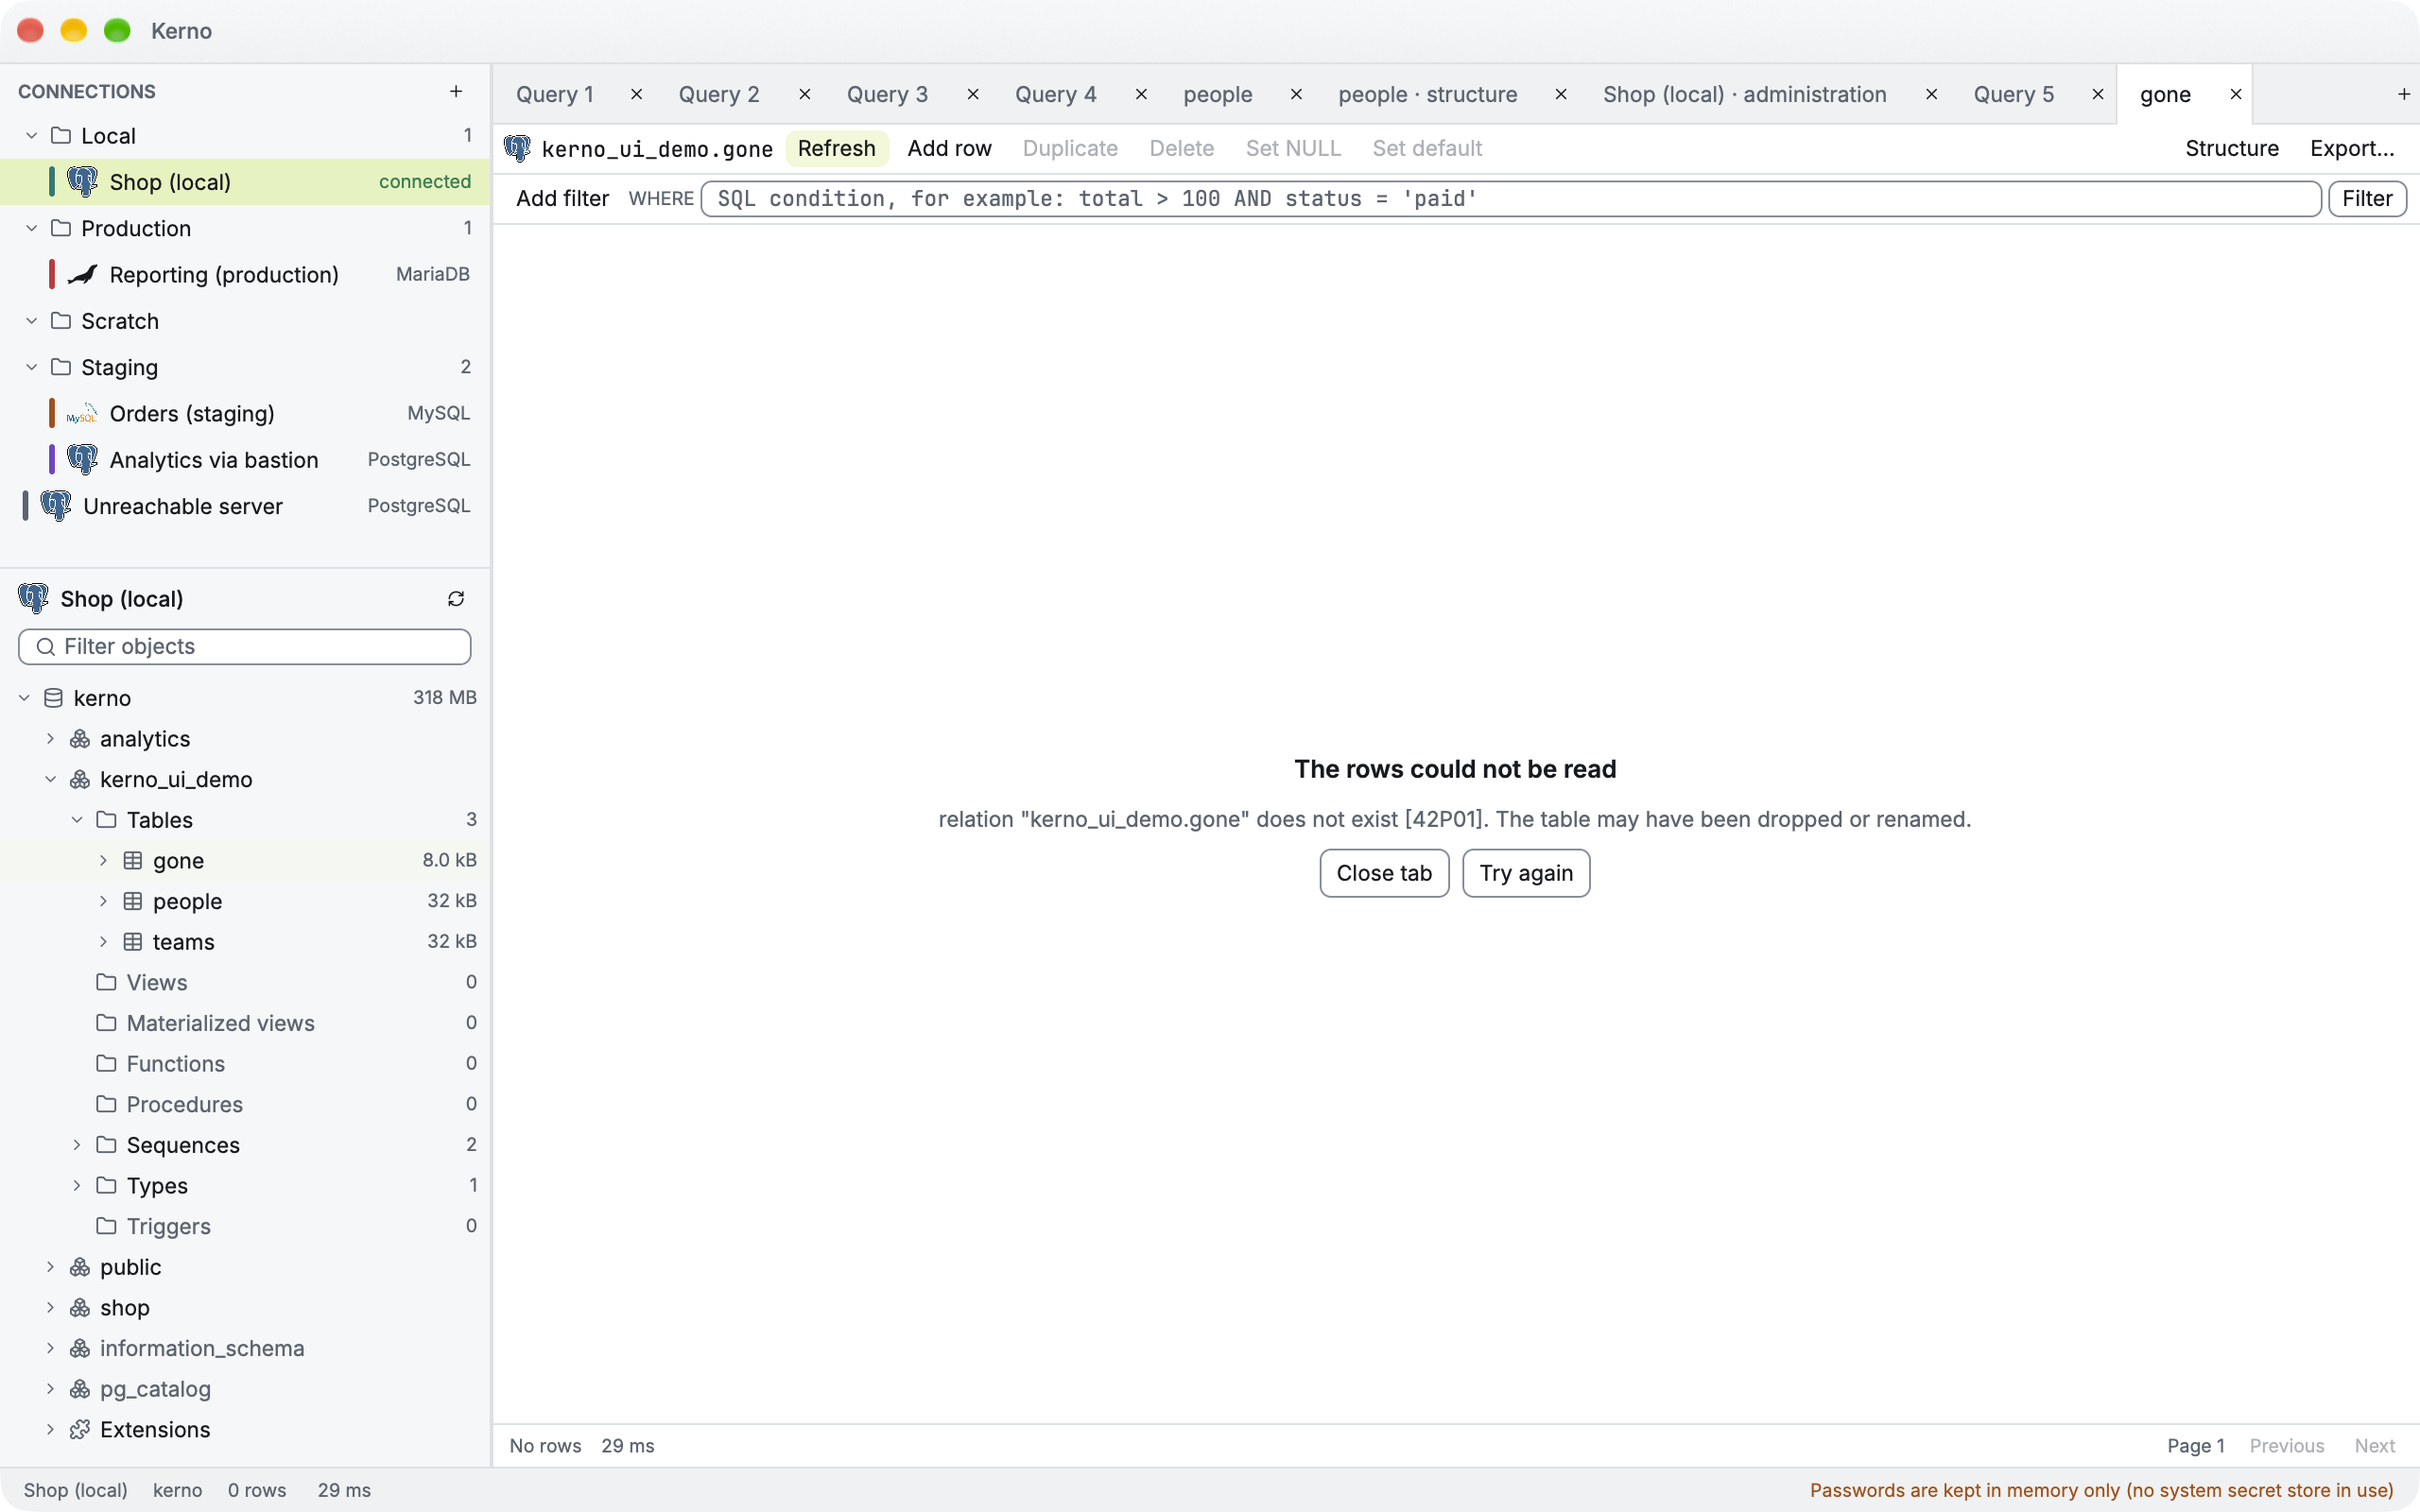 Kerno
CONNECTIONS +
Local 1
Shop (local) connected
Production 1
Reporting (production) MariaDB
Scratch
Staging 2
MySQL Orders (staging) MySQL
Analytics via bastion PostgreSQL
Unreachable server PostgreSQL
Shop (local)
Filter objects
kerno 318 MB
analytics
kerno_ui_demo
Tables 3
gone 8.0 kB
people 32 kB
teams 32 kB
Views 0
Materialized views 0
Functions 0
Procedures 0
Sequences 2
Types 1
Triggers 0
public
shop
information_schema
pg_catalog
Extensions
Query 1 × Query 2 × Query 3 × Query 4 × people × people · structure × Shop (local) · administration × Query 5 × gone × +
kerno_ui_demo.gone Refresh Add row Duplicate Delete Set NULL Set default Structure Export...
Add filter WHERE SQL condition, for example: total > 100 AND status = 'paid' Filter
The rows could not be read
relation "kerno_ui_demo.gone" does not exist [42P01]. The table may have been dropped or renamed.
Close tab Try again
No rows 29 ms Page 1 Previous Next
Shop (local) kerno 0 rows 29 ms Passwords are kept in memory only (no system secret store in use)